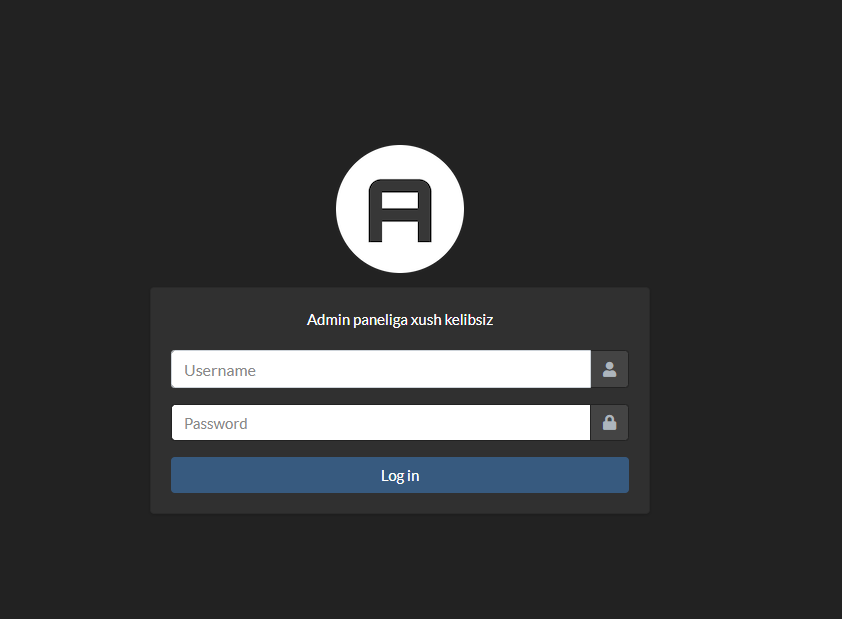 A
Admin paneliga xush kelibsiz
Username
Password
Log in